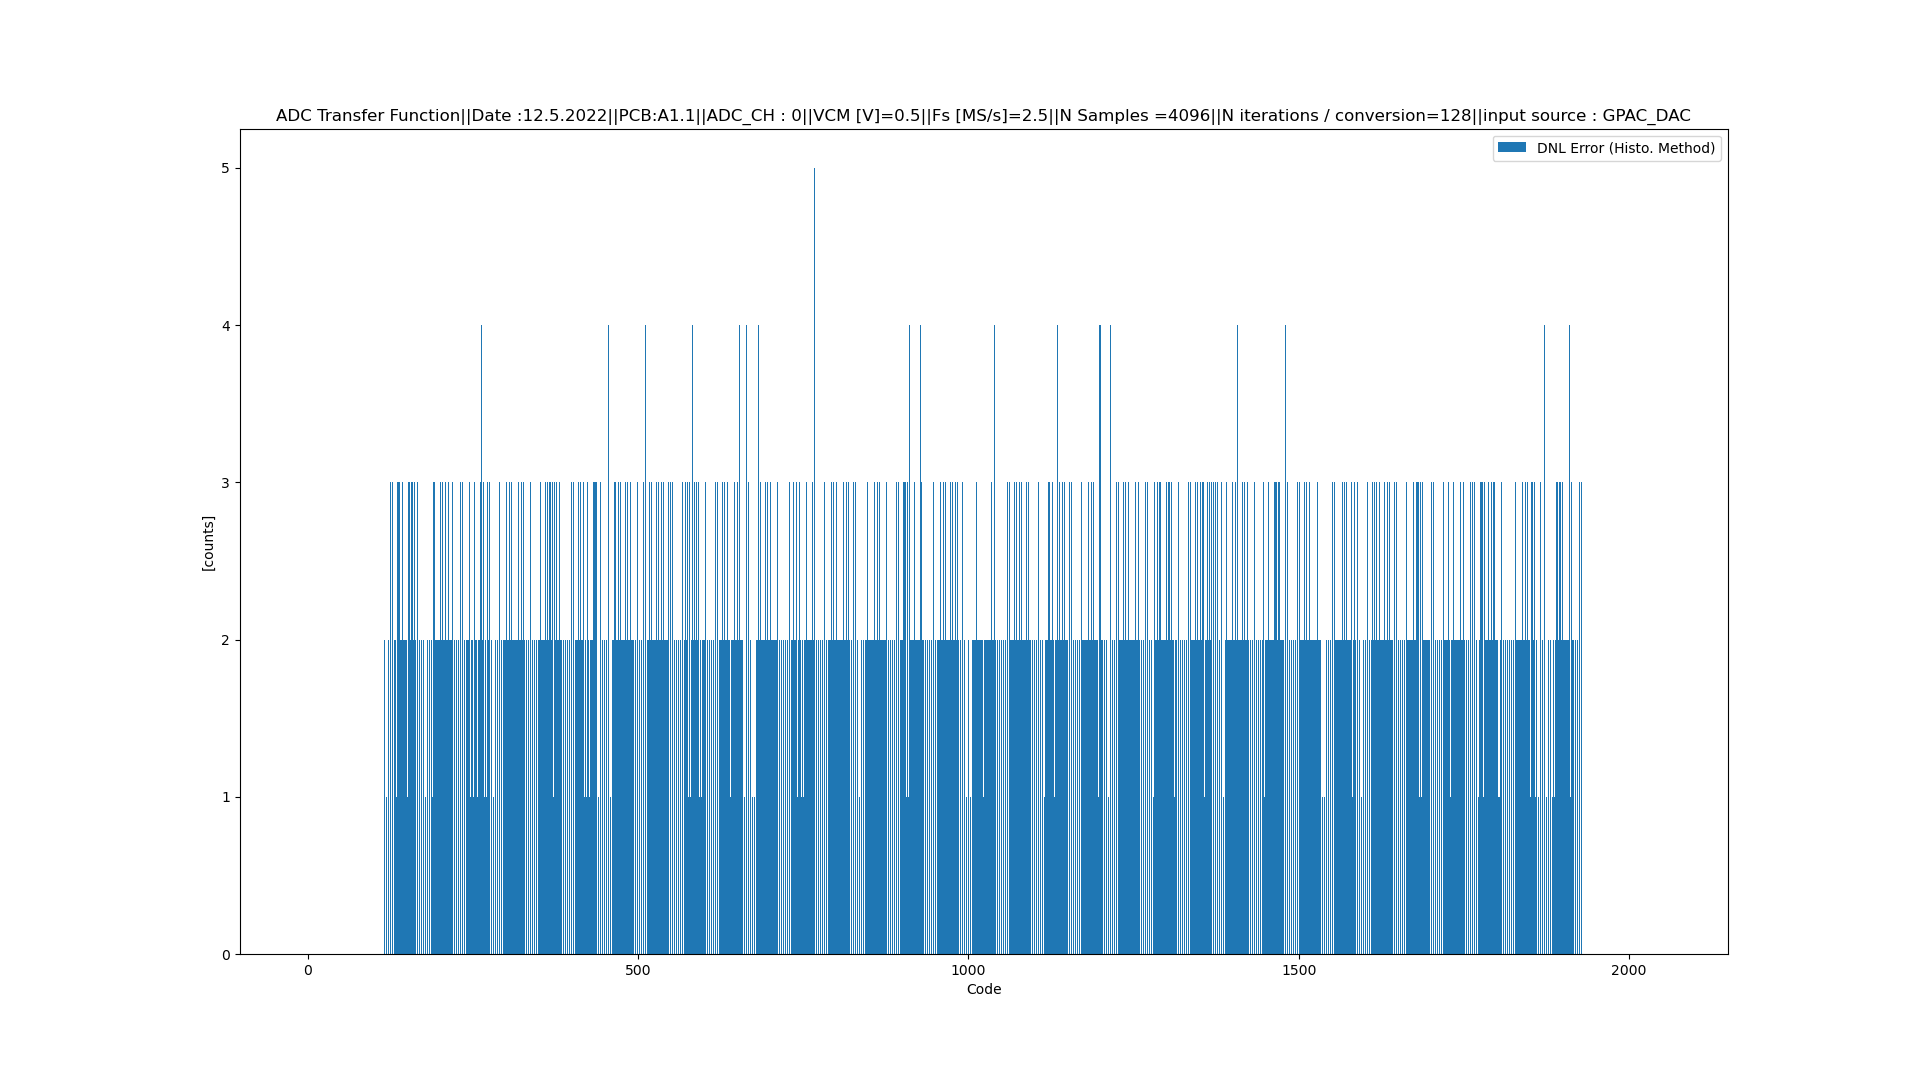 ADC Transfer Function||Date :12.5.2022||PCB:A1.1||ADC_CH : 0||VCM [V]=0.5||Fs [MS/s]=2.5||N Samples =4096||N iterations / conversion=128||input source : GPAC_DAC
DNL Error (Histo. Method)
5
4
3
2
1
0
[counts]
0 500 1000 1500 2000
Code